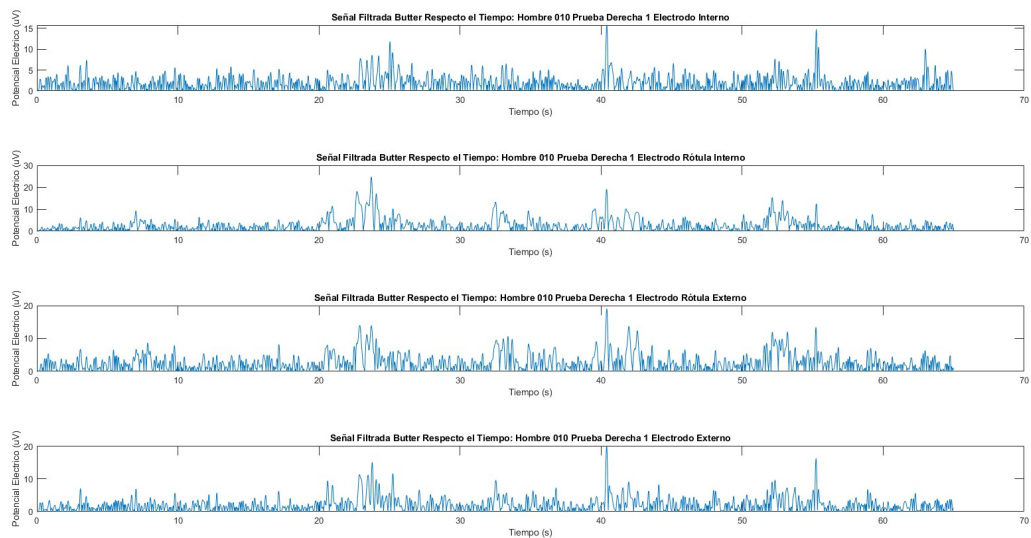 Señal Filtrada Butter Respecto el Tiempo: Hombre 010 Prueba Derecha 1 Electrodo Interno
Potencial Electrico (uV)
15
10
5
0
0 10 20 30 40 50 60 70
Tiempo (s)
Señal Filtrada Butter Respecto el Tiempo: Hombre 010 Prueba Derecha 1 Electrodo Rótula Interno
Potencial Electrico (uV)
30
20
10
0
0 10 20 30 40 50 60 70
Tiempo (s)
Señal Filtrada Butter Respecto el Tiempo: Hombre 010 Prueba Derecha 1 Electrodo Rótula Externo
Potencial Electrico (uV)
20
10
0
0 10 20 30 40 50 60 70
Tiempo (s)
Señal Filtrada Butter Respecto el Tiempo: Hombre 010 Prueba Derecha 1 Electrodo Externo
Potencial Electrico (uV)
20
10
0
0 10 20 30 40 50 60 70
Tiempo (s)